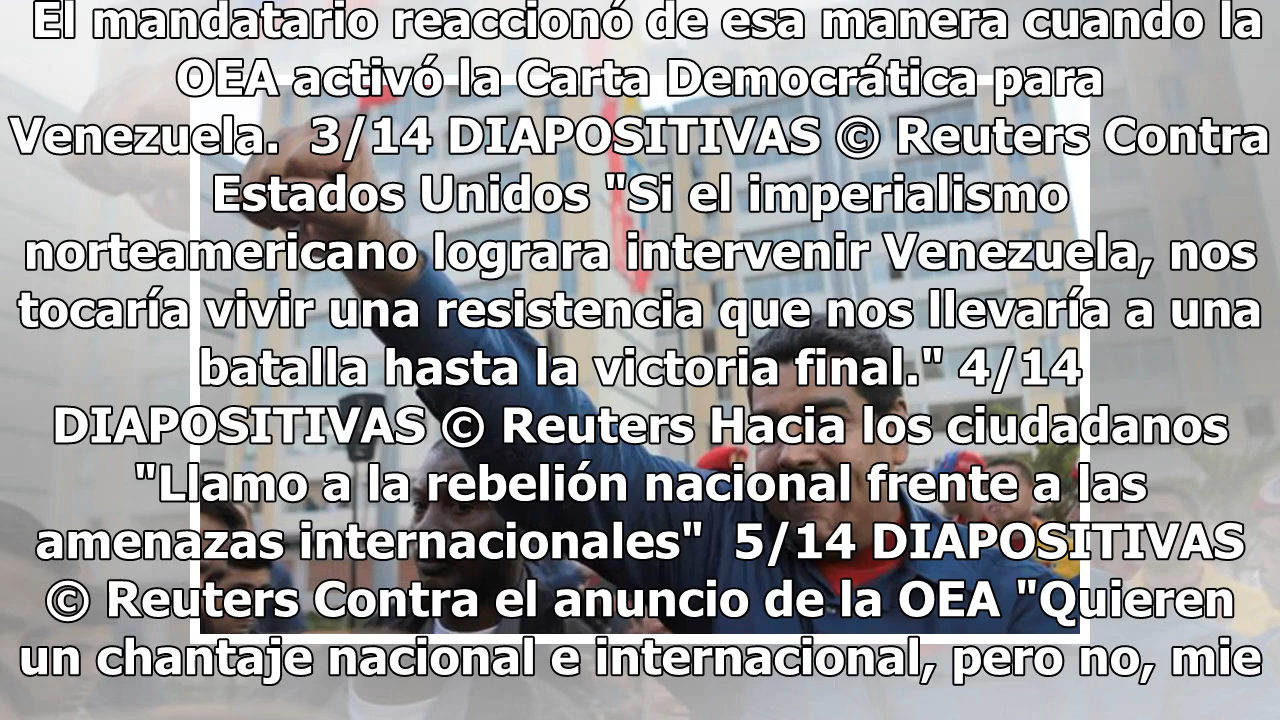 El mandatario reaccionó de esa manera cuando la
OEA activó la Carta Democrática para
Venezuela.  3/14 DIAPOSITIVAS © Reuters Contra
Estados Unidos "Si el imperialismo
norteamericano lograra intervenir Venezuela, nos
tocaría vivir una resistencia que nos llevaría a una
batalla hasta la victoria final." 4/14
DIAPOSITIVAS © Reuters Hacia los ciudadanos
"Llamo a la rebelión nacional frente a las
amenazas internacionales"  5/14 DIAPOSITIVAS
© Reuters Contra el anuncio de la OEA "Quieren
un chantaje nacional e internacional, pero no, mie